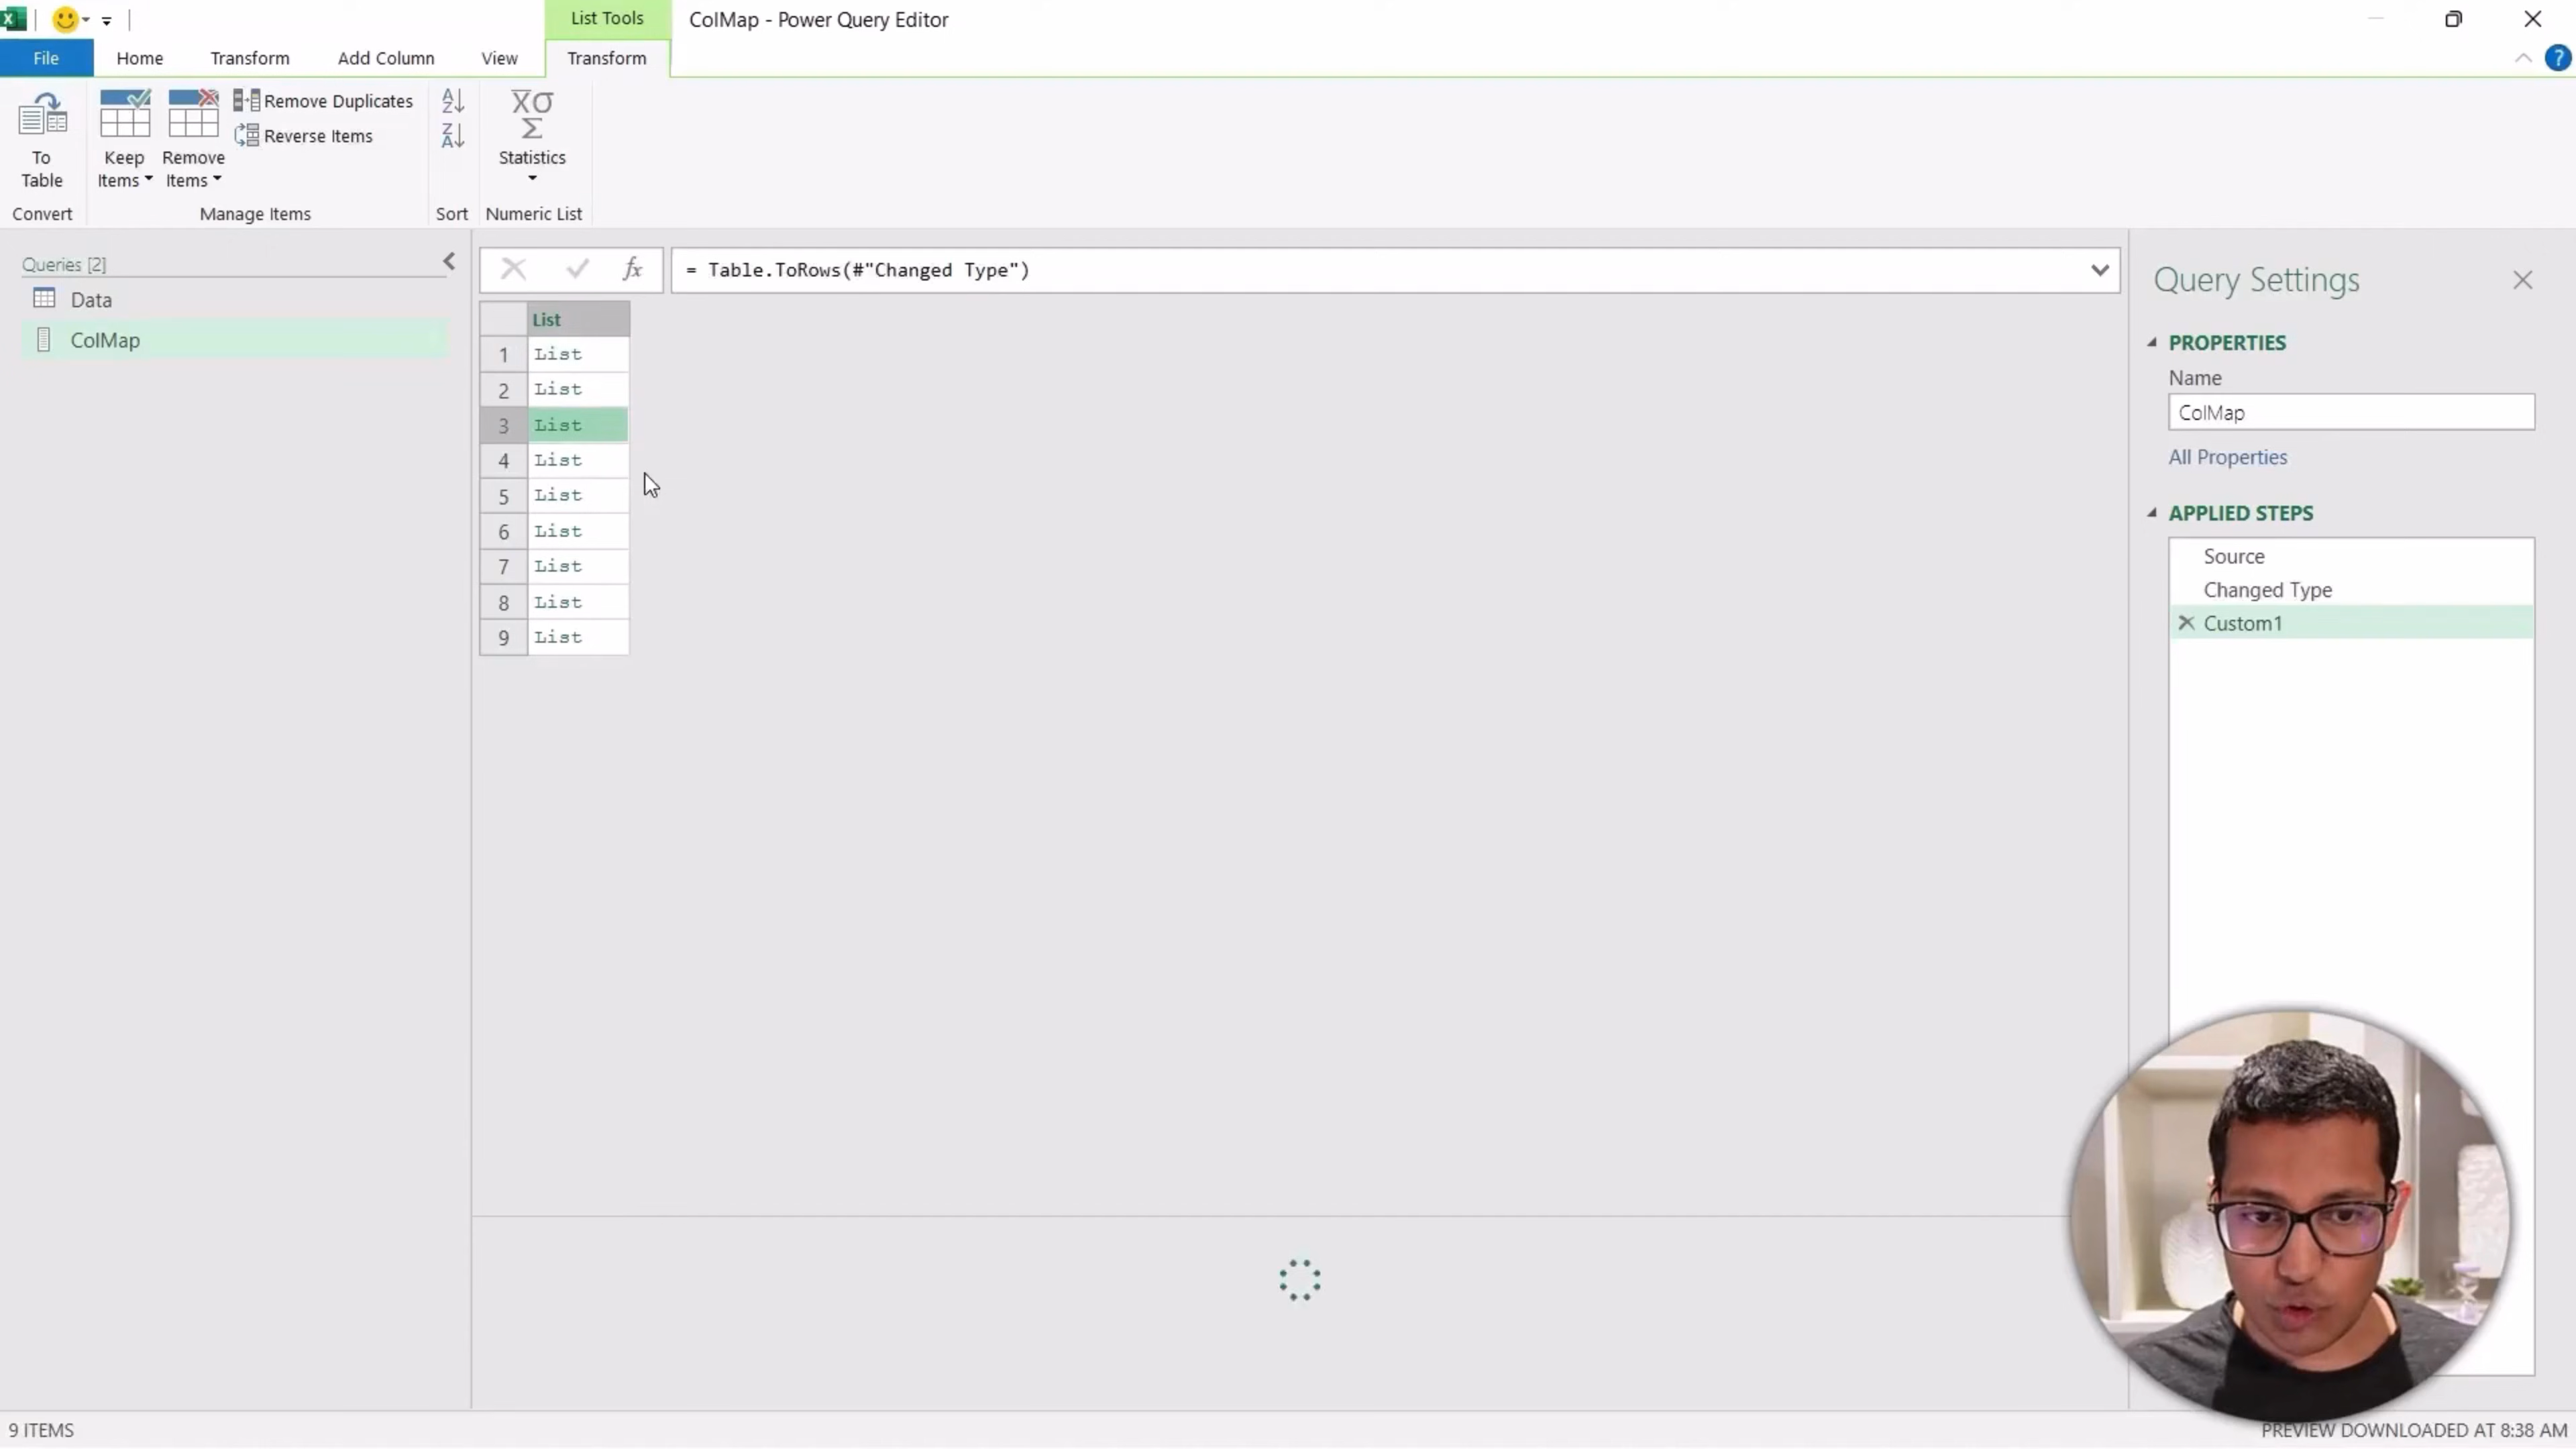 List Tools
ColMap - Power Query Editor
File
Home
Transform
Add Column
View
Transform
?
To
Table
Keep
Items
Remove
Items
Remove Duplicates
Reverse Items
A
Z
Z
A
X̅σ
Σ
Statistics
Convert
Manage Items
Sort
Numeric List
Queries [2]
Data
ColMap
fx
= Table.ToRows(#"Changed Type")
List
1 List
2 List
3 List
4 List
5 List
6 List
7 List
8 List
9 List
Query Settings
PROPERTIES
Name
ColMap
All Properties
APPLIED STEPS
Source
Changed Type
Custom1
9 ITEMS
PREVIEW DOWNLOADED AT 8:38 AM